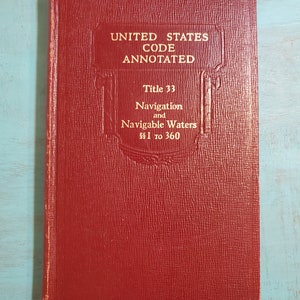 UNITED STATES
CODE
ANNOTATED
Title 33
Navigation
and
Navigable Waters
§§ 1 TO 360